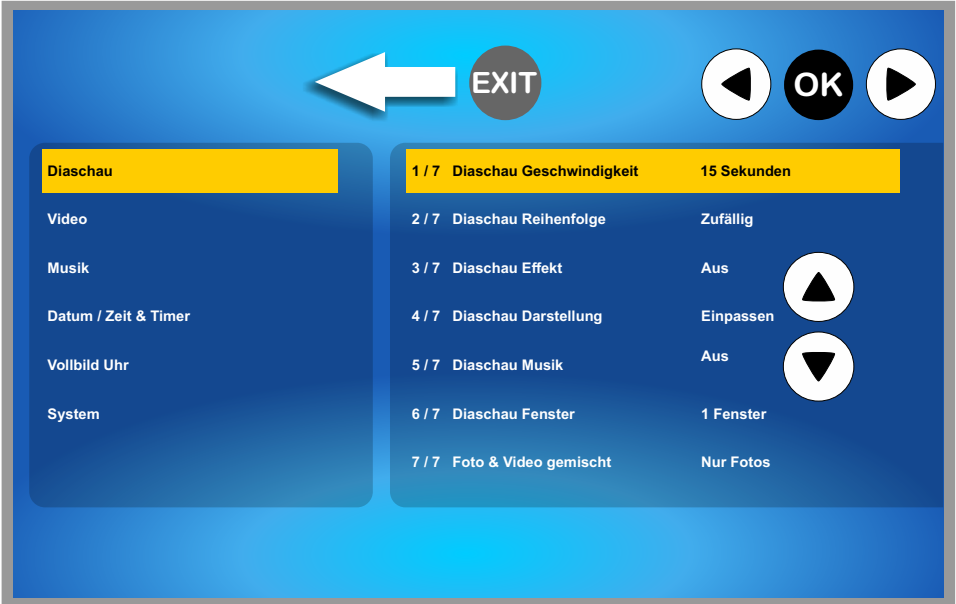 EXIT
OK
Diaschau
Video
Musik
Datum / Zeit & Timer
Vollbild Uhr
System
1 / 7 Diaschau Geschwindigkeit 15 Sekunden
2 / 7 Diaschau Reihenfolge Zufällig
3 / 7 Diaschau Effekt Aus
4 / 7 Diaschau Darstellung Einpassen
5 / 7 Diaschau Musik Aus
6 / 7 Diaschau Fenster 1 Fenster
7 / 7 Foto & Video gemischt Nur Fotos